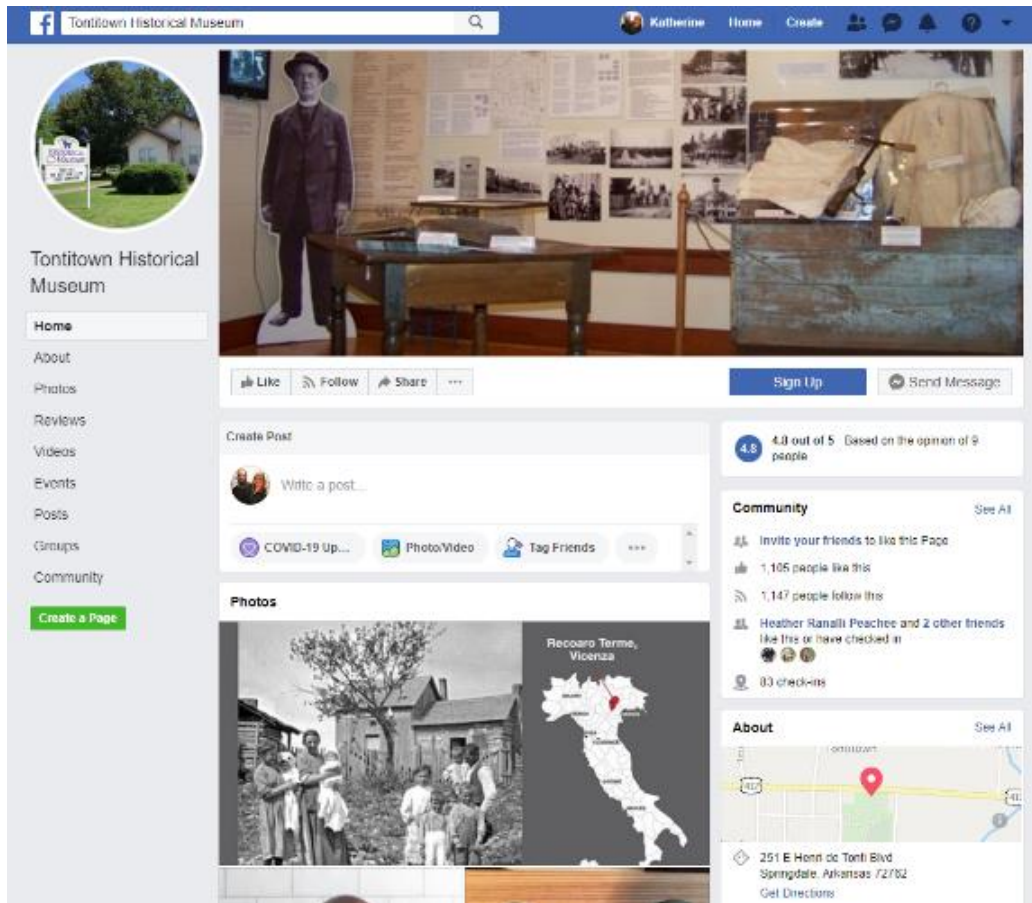 Tontitown Historical Museum
Katherine
Home
Create
Tontitown Historical
Museum
Home
About
Photos
Reviews
Videos
Events
Posts
Groups
Community
Create a Page
Like
Follow
Share
Sign Up
Send Message
Create Post
Write a post...
COVID-19 Up...
Photo/Video
Tag Friends
Photos
Recoaro Terme,
Vicenza
4.8
4.8 out of 5 Based on the opinion of 9
people
Community
See All
Invite your friends to like this Page
1,105 people like this
1,147 people follow this
Heather Ranalli Peachee and 2 other friends
like this or have checked in
83 check-ins
About
See All
412
251 E Henri de Tonti Blvd
Springdale, Arkansas 72762
Get Directions